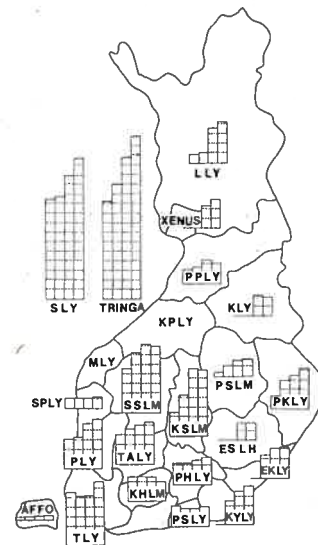 LLY
XENUS
SLY TRINGA
PPLY
KLY
KPLY
MLY
PSLM
PKLY
SPLY
SSLM
KSLM
ESLH
PLY
TALY
EKLY
PHLY
KHLM
ÅFFO
TLY
PSLY
KYLY